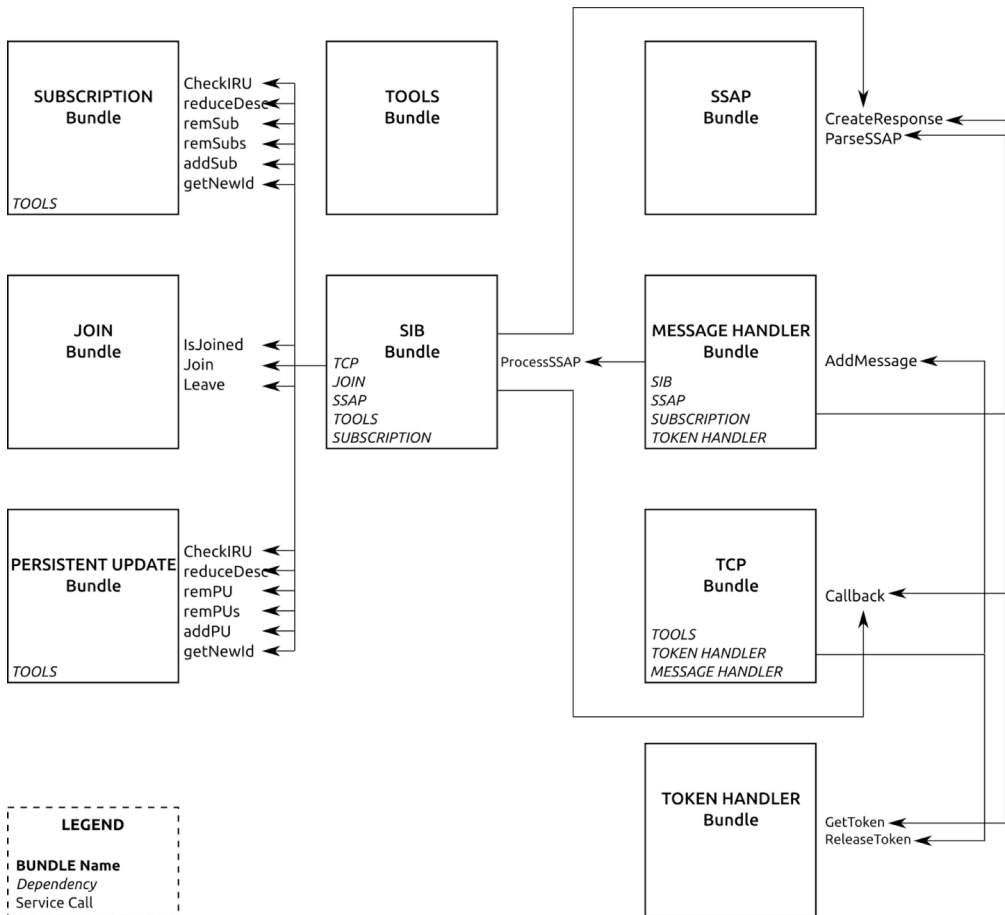 SUBSCRIPTION
Bundle
TOOLS
CheckIRU
reduceDesc
remSub
remSubs
addSub
getNewId
TOOLS
Bundle
SSAP
Bundle
CreateResponse
ParseSSAP
JOIN
Bundle
IsJoined
Join
Leave
SIB
Bundle
TCP
JOIN
SSAP
TOOLS
SUBSCRIPTION
ProcessSSAP
MESSAGE HANDLER
Bundle
SIB
SSAP
SUBSCRIPTION
TOKEN HANDLER
AddMessage
PERSISTENT UPDATE
Bundle
TOOLS
CheckIRU
reduceDesc
remPU
remPUs
addPU
getNewId
TCP
Bundle
TOOLS
TOKEN HANDLER
MESSAGE HANDLER
Callback
TOKEN HANDLER
Bundle
GetToken
ReleaseToken
LEGEND
BUNDLE Name
Dependency
Service Call